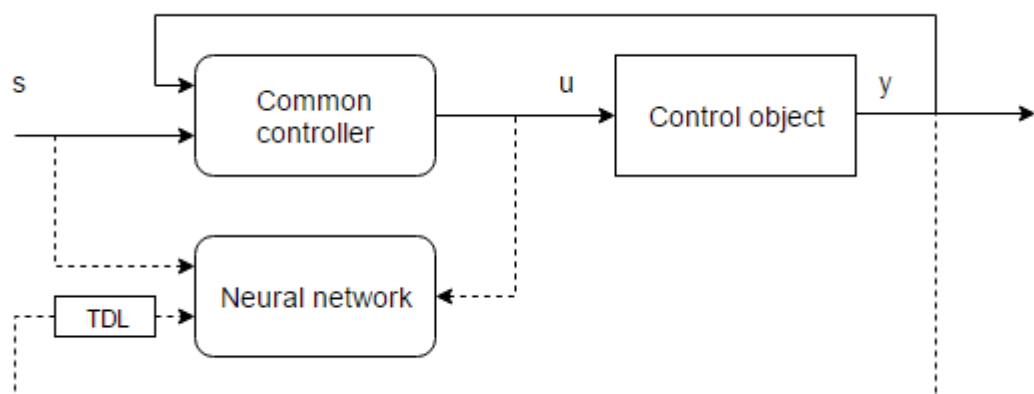 s
Common
controller
u
Control object
y
Neural network
TDL